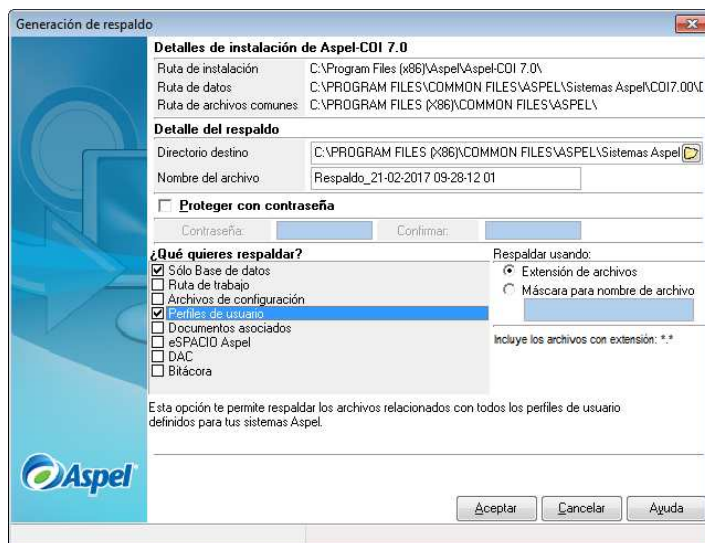 Generación de respaldo
Detalles de instalación de Aspel-COI 7.0
Ruta de instalación C:\Program Files (x86)\Aspel\Aspel-COI 7.0\
Ruta de datos C:\PROGRAM FILES\COMMON FILES\ASPEL\Sistemas Aspel\COI7.00\
Ruta de archivos comunes C:\PROGRAM FILES (X86)\COMMON FILES\ASPEL\
Detalle del respaldo
Directorio destino C:\PROGRAM FILES (X86)\COMMON FILES\ASPEL\Sistemas Aspel
Nombre del archivo Respaldo_21-02-2017 09-28-12 01
Proteger con contraseña
Contraseña: Confirmar:
¿Qué quieres respaldar? Respaldar usando:
Sólo Base de datos Extensión de archivos
Ruta de trabajo Máscara para nombre de archivo
Archivos de configuración
Perfiles de usuario
Documentos asociados Incluye los archivos con extensión: *.*
eSPACIO Aspel
DAC
Bitácora
Esta opción te permite respaldar los archivos relacionados con todos los perfiles de usuario
definidos para tus sistemas Aspel.
Aspel
Aceptar Cancelar Ayuda